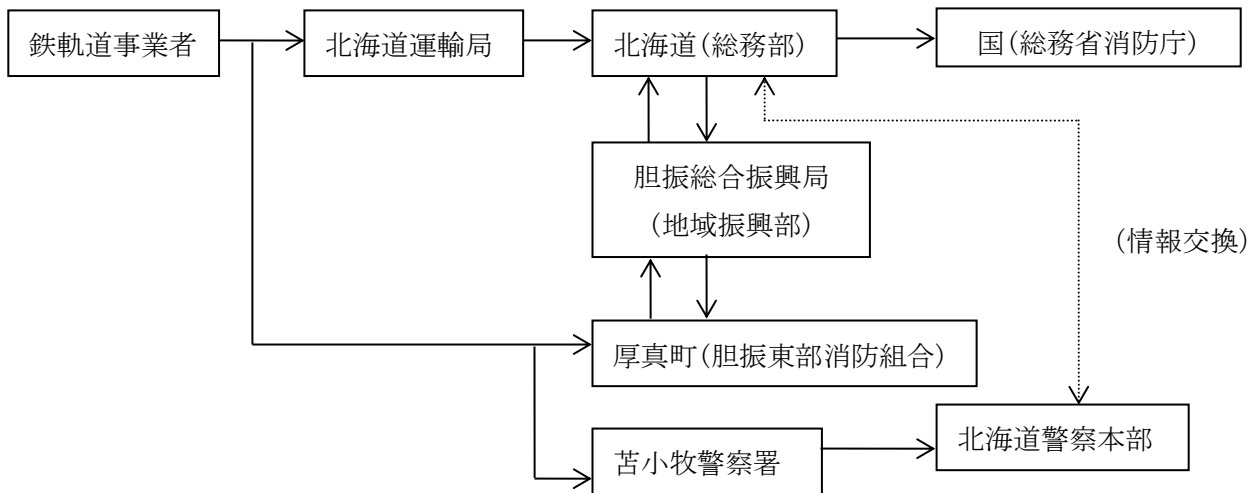 鉄軌道事業者
北海道運輸局
北海道(総務部)
国(総務省消防庁)
胆振総合振興局
(地域振興部)
(情報交換)
厚真町(胆振東部消防組合)
北海道警察本部
苫小牧警察署